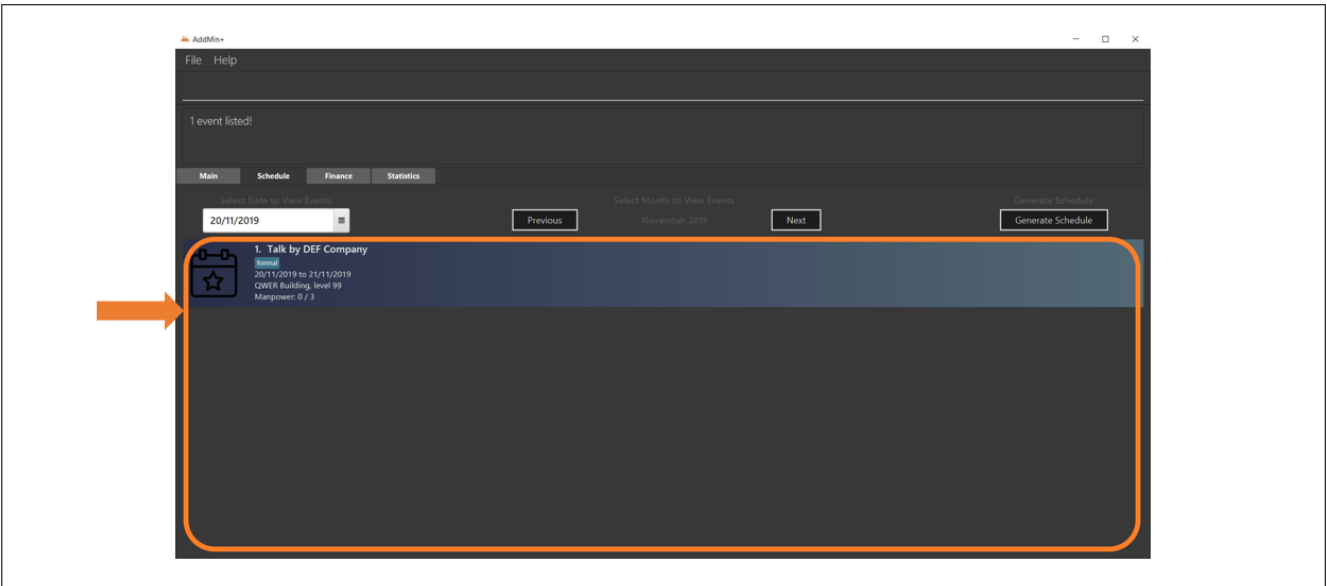 AddMin+
File Help
1 event listed!
Main Schedule Finance Statistics
Select Date to View Events Select Month to View Events Generate Schedule
20/11/2019 Previous November,2019 Next Generate Schedule
1. Talk by DEF Company
formal
20/11/2019 to 21/11/2019
QWER Building, level 99
Manpower: 0 / 3